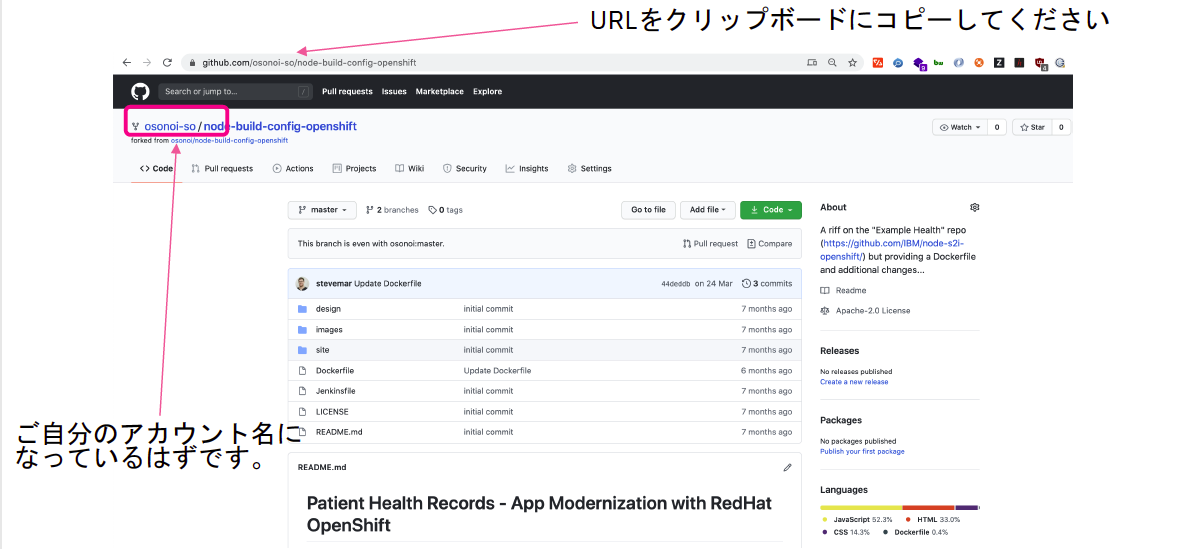 URLをクリップボードにコピーしてください
github.com/osonoi-so/node-build-config-openshift
Search or jump to... /
Pull requests Issues Marketplace Explore
osonoi-so / node-build-config-openshift
Watch 0 Star 0
forked from osonoi/node-build-config-openshift
Code Pull requests Actions Projects Wiki Security Insights Settings
master 2 branches 0 tags Go to file Add file Code
This branch is even with osonoi:master. Pull request Compare
stevemar Update Dockerfile 44deddb on 24 Mar 3 commits
design initial commit 7 months ago
images initial commit 7 months ago
site initial commit 7 months ago
Dockerfile Update Dockerfile 6 months ago
Jenkinsfile initial commit 7 months ago
LICENSE initial commit 7 months ago
README.md initial commit 7 months ago
README.md
Patient Health Records - App Modernization with RedHat
OpenShift
About
A riff on the "Example Health" repo
(https://github.com/IBM/node-s2i-
openshift/) but providing a Dockerfile
and additional changes...
Readme
Apache-2.0 License
Releases
No releases published
Create a new release
Packages
No packages published
Publish your first package
Languages
JavaScript 52.3% HTML 33.0%
CSS 14.3% Dockerfile 0.4%
ご自分のアカウント名に
なっているはずです。